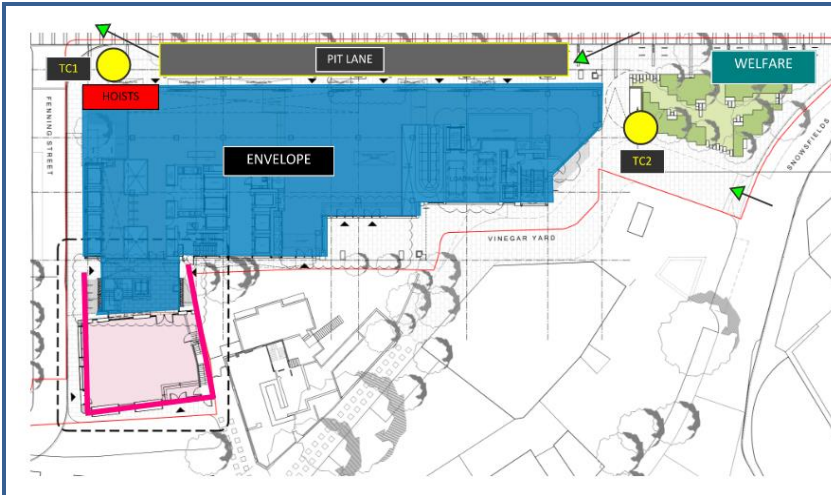 PIT LANE
WELFARE
TC1
HOISTS
FENNING STREET
ENVELOPE
TC2
SNOWSFIELDS
VINEGAR YARD